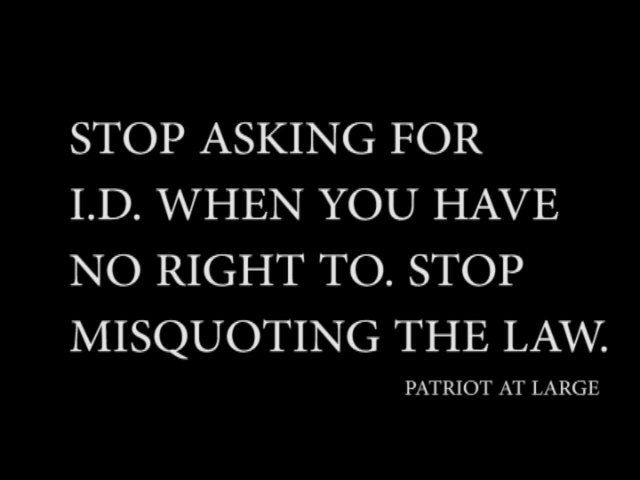 STOP ASKING FOR
I.D. WHEN YOU HAVE
NO RIGHT TO. STOP
MISQUOTING THE LAW.
PATRIOT AT LARGE